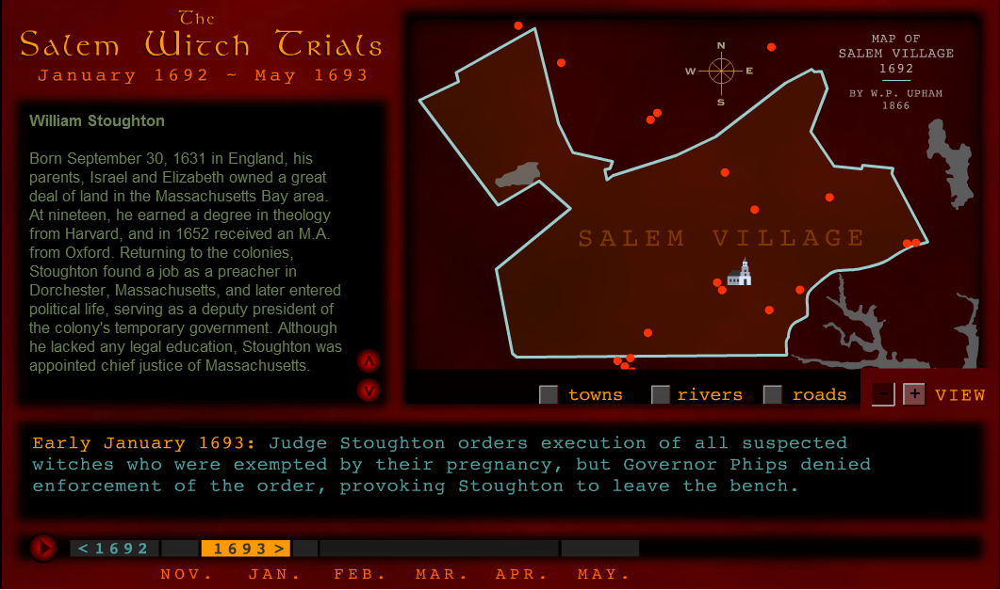 The
Salem Witch Trials
January 1692 ~ May 1693
William Stoughton
Born September 30, 1631 in England, his
parents, Israel and Elizabeth owned a great
deal of land in the Massachusetts Bay area.
At nineteen, he earned a degree in theology
from Harvard, and in 1652 received an M.A.
from Oxford. Returning to the colonies,
Stoughton found a job as a preacher in
Dorchester, Massachusetts, and later entered
political life, serving as a deputy president of
the colony's temporary government. Although
he lacked any legal education, Stoughton was
appointed chief justice of Massachusetts.
N
W E
S
MAP OF
SALEM VILLAGE
1692
BY W.P. UPHAM
1866
SALEM VILLAGE
towns rivers roads - + VIEW
Early January 1693: Judge Stoughton orders execution of all suspected
witches who were exempted by their pregnancy, but Governor Phips denied
enforcement of the order, provoking Stoughton to leave the bench.
<1692 1693>
NOV. JAN. FEB. MAR. APR. MAY.